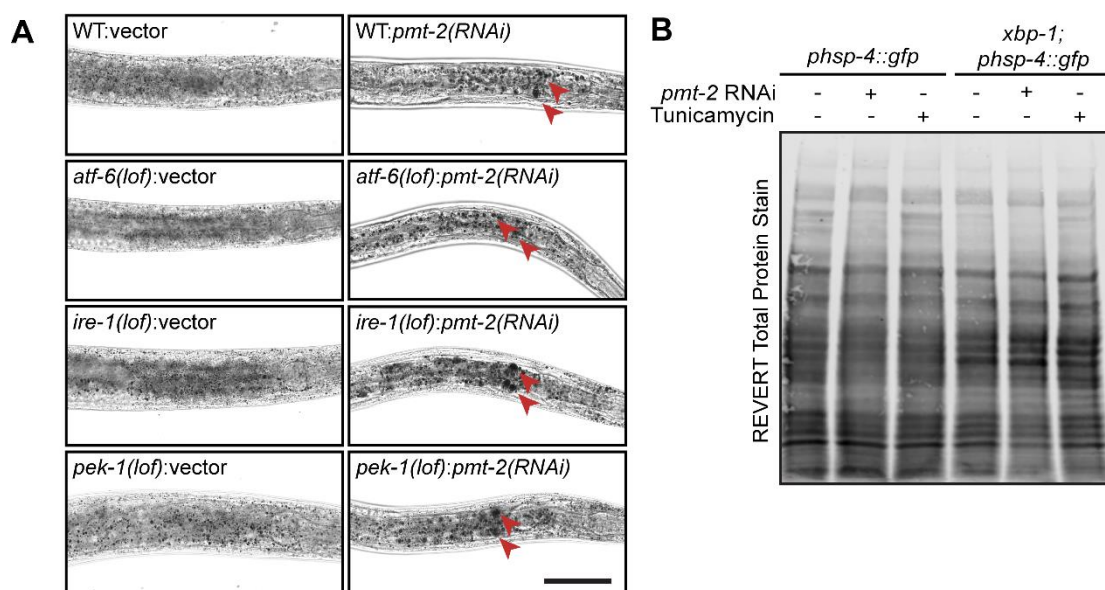 A
WT:vector
WT:pmt-2(RNAi)
atf-6(lof):vector
atf-6(lof):pmt-2(RNAi)
ire-1(lof):vector
ire-1(lof):pmt-2(RNAi)
pek-1(lof):vector
pek-1(lof):pmt-2(RNAi)
B
phsp-4::gfp
xbp-1;
phsp-4::gfp
pmt-2 RNAi - + - - + -
Tunicamycin - - + - - +
REVERT Total Protein Stain